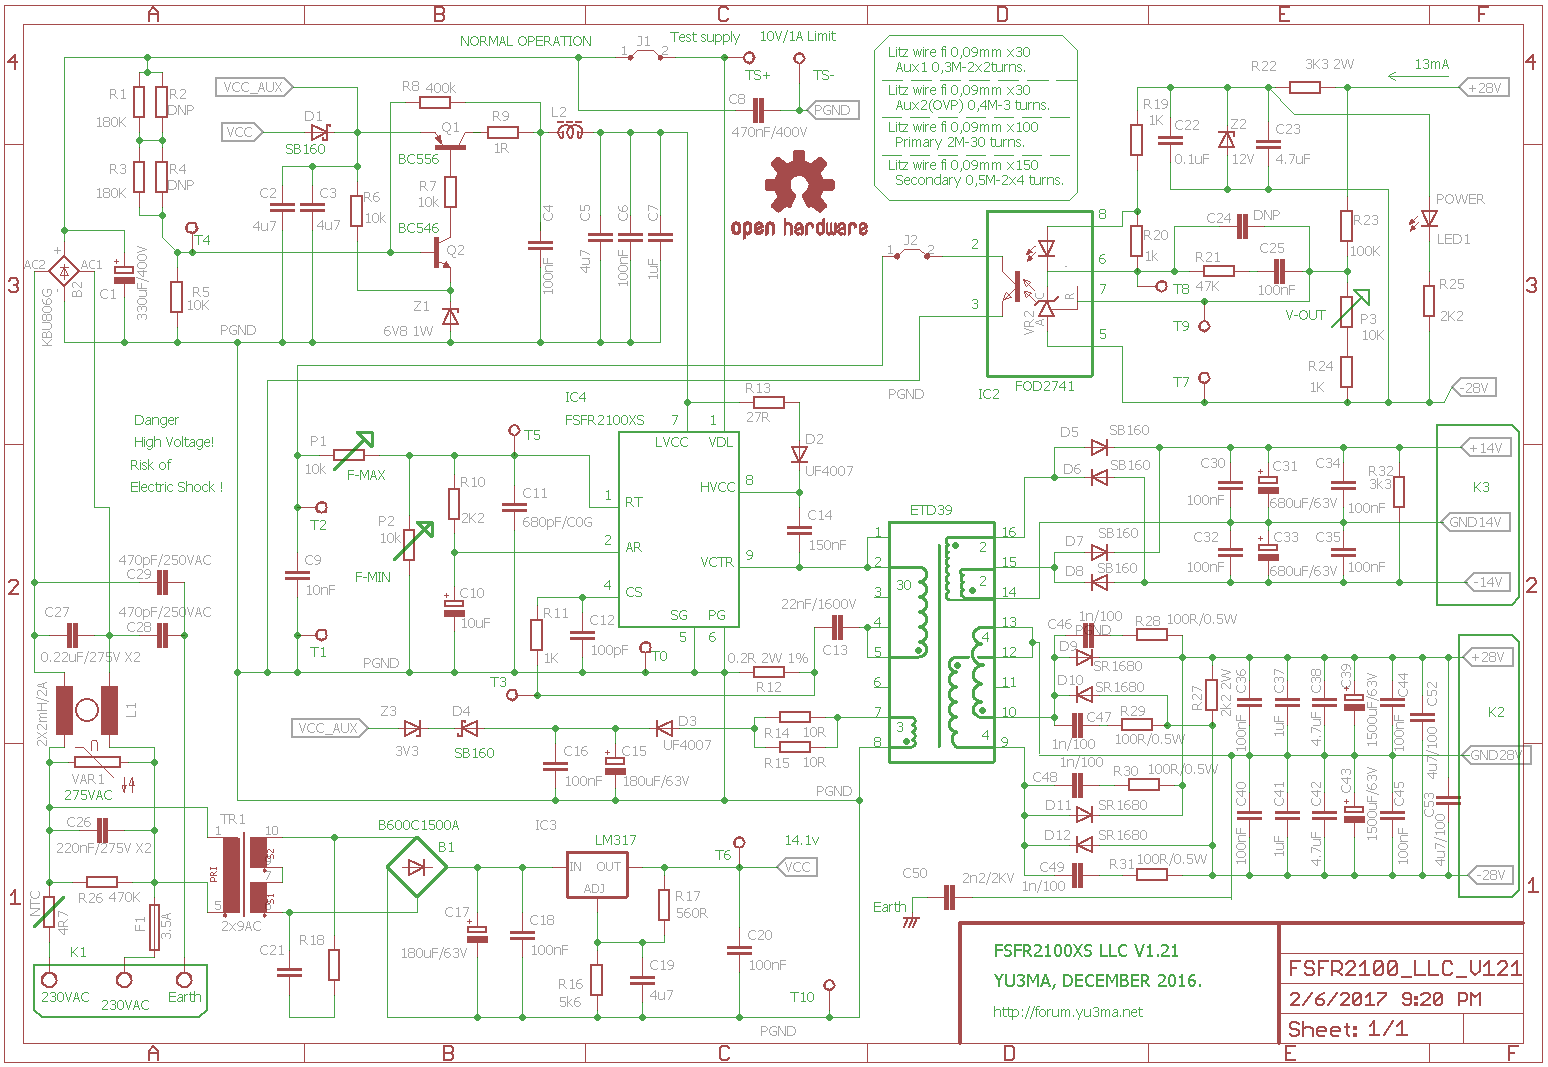 A B C D E F
4
NORMAL OPERATION
J1
1 2
Test supply
10V/1A Limit
TS+
TS-
Litz wire fi 0,09mm x30
Aux1 0,3M-2x2turns.
Litz wire fi 0,09mm x30
Aux2(OVP) 0,4M-3 turns.
Litz wire fi 0,09mm x100
Primary 2M-30 turns.
Litz wire fi 0,09mm x150
Secondary 0,5M-2x4 turns.
R22
3K3 2W
13mA
+28V
4
R1
180K
R2
DNP
R3
180K
R4
DNP
VCC_AUX
VCC
D1
SB160
R8
400k
Q1
BC556
R9
1R
L2
C8
470nF/400V
PGND
R19
1K
C22
0.1uF
Z2
12V
C23
4.7uF
C2
4u7
C3
4u7
R6
10k
R7
10k
BC546
Q2
C4
100nF
C5
4u7
C6
100nF
C7
1uF
open hardware
POWER
LED1
T4
AC2
AC1
+
-
B2
KBU806G
C1
+
330uF/400V
R5
10K
PGND
Z1
6V8 1W
3
J2
1 2
2
3
8
6
7
5
VR2
A
C
R
FOD2741
IC2
PGND
R20
1k
C24
DNP
R21
47K
C25
100nF
R23
100K
T8
T9
T7
V-OUT
P3
10K
R24
1K
R25
2K2
-28V
3
Danger
High Voltage!
Risk of
Electric Shock !
IC4
FSFR2100XS
7
1
LVCC
VDL
HVCC
8
RT
1
AR
2
VCTR
9
CS
4
SG
PG
5
6
R13
27R
D2
UF4007
C14
150nF
P1
10k
F-MAX
T5
T2
P2
10k
F-MIN
R10
2K2
C11
680pF/C0G
C9
10nF
C10
+
10uF
R11
1K
C12
100pF
T1
PGND
T3
T0
0.2R 2W 1%
R12
22nF/1600V
C13
ETD39
1
2
3
4
5
6
7
8
16
15
14
13
12
11
10
9
30
2
2
4
4
3
D5
SB160
D6
SB160
D7
SB160
D8
SB160
C30
100nF
C31
+
680uF/63V
C34
100nF
R32
3k3
C32
100nF
C33
+
680uF/63V
C35
100nF
+14V
K3
GND14V
-14V
2
470pF/250VAC
C29
470pF/250VAC
C28
C27
0.22uF/275V X2
2X2mH/2A
L1
VAR1
275VAC
C26
220nF/275V X2
R26
470K
NTC
4R7
F1
3.5A
K1
230VAC
230VAC
Earth
VCC_AUX
Z3
3V3
D4
SB160
C16
100nF
C15
+
180uF/63V
D3
UF4007
R14
10R
R15
10R
PGND
C46
1n/100
PGND
R28
100R/0.5W
D9
SR1680
D10
SR1680
C47
1n/100
R29
100R/0.5W
R27
2k2 2W
C36
100nF
C37
1uF
C38
4.7uF
C39
+
1500uF/63V
C44
100nF
C52
4u7/100
+28V
K2
GND28V
C48
1n/100
R30
100R/0.5W
D11
SR1680
D12
SR1680
C49
1n/100
R31
100R/0.5W
C40
100nF
C41
1uF
C42
4.7uF
C43
+
1500uF/63V
C45
100nF
C53
4u7/100
-28V
2
TR1
1
5
10
7
PRI
S2
S1
2x9AC
B600C1500A
B1
IC3
LM317
IN
OUT
ADJ
T6
14.1v
VCC
C21
R18
C17
+
180uF/63V
C18
100nF
R16
5k6
R17
560R
C19
4u7
C20
100nF
T10
PGND
C50
2n2/2KV
Earth
1
1
FSFR2100XS LLC V1.21
YU3MA, DECEMBER 2016.
http://forum.yu3ma.net
FSFR2100_LLC_V121
2/6/2017 9:20 PM
Sheet: 1/1
A B C D E F